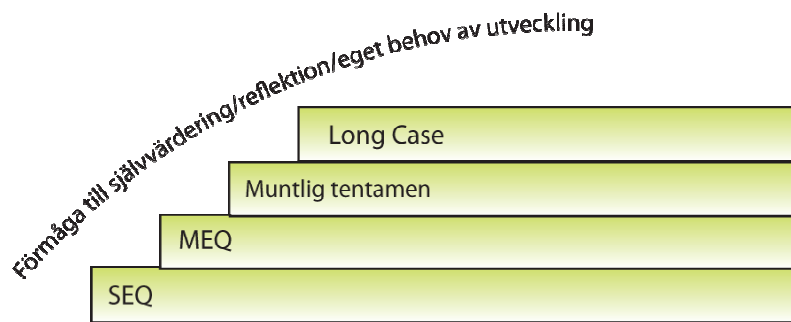 Förmåga till självvärdering/reflektion/eget behov av utveckling
Long Case
Muntlig tentamen
MEQ
SEQ